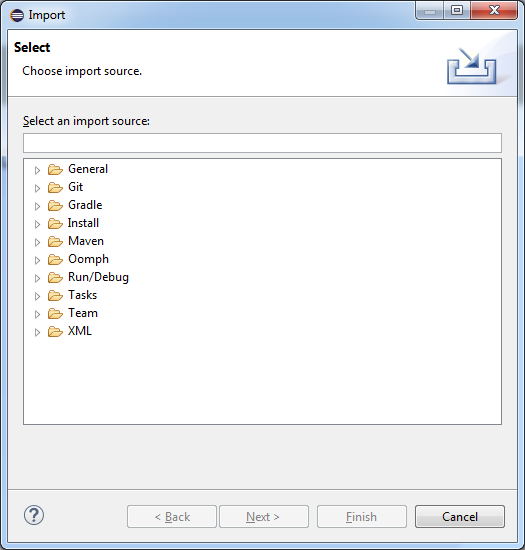 Import
Select
Choose import source.
Select an import source:
General
Git
Gradle
Install
Maven
Oomph
Run/Debug
Tasks
Team
XML
?
< Back
Next >
Finish
Cancel